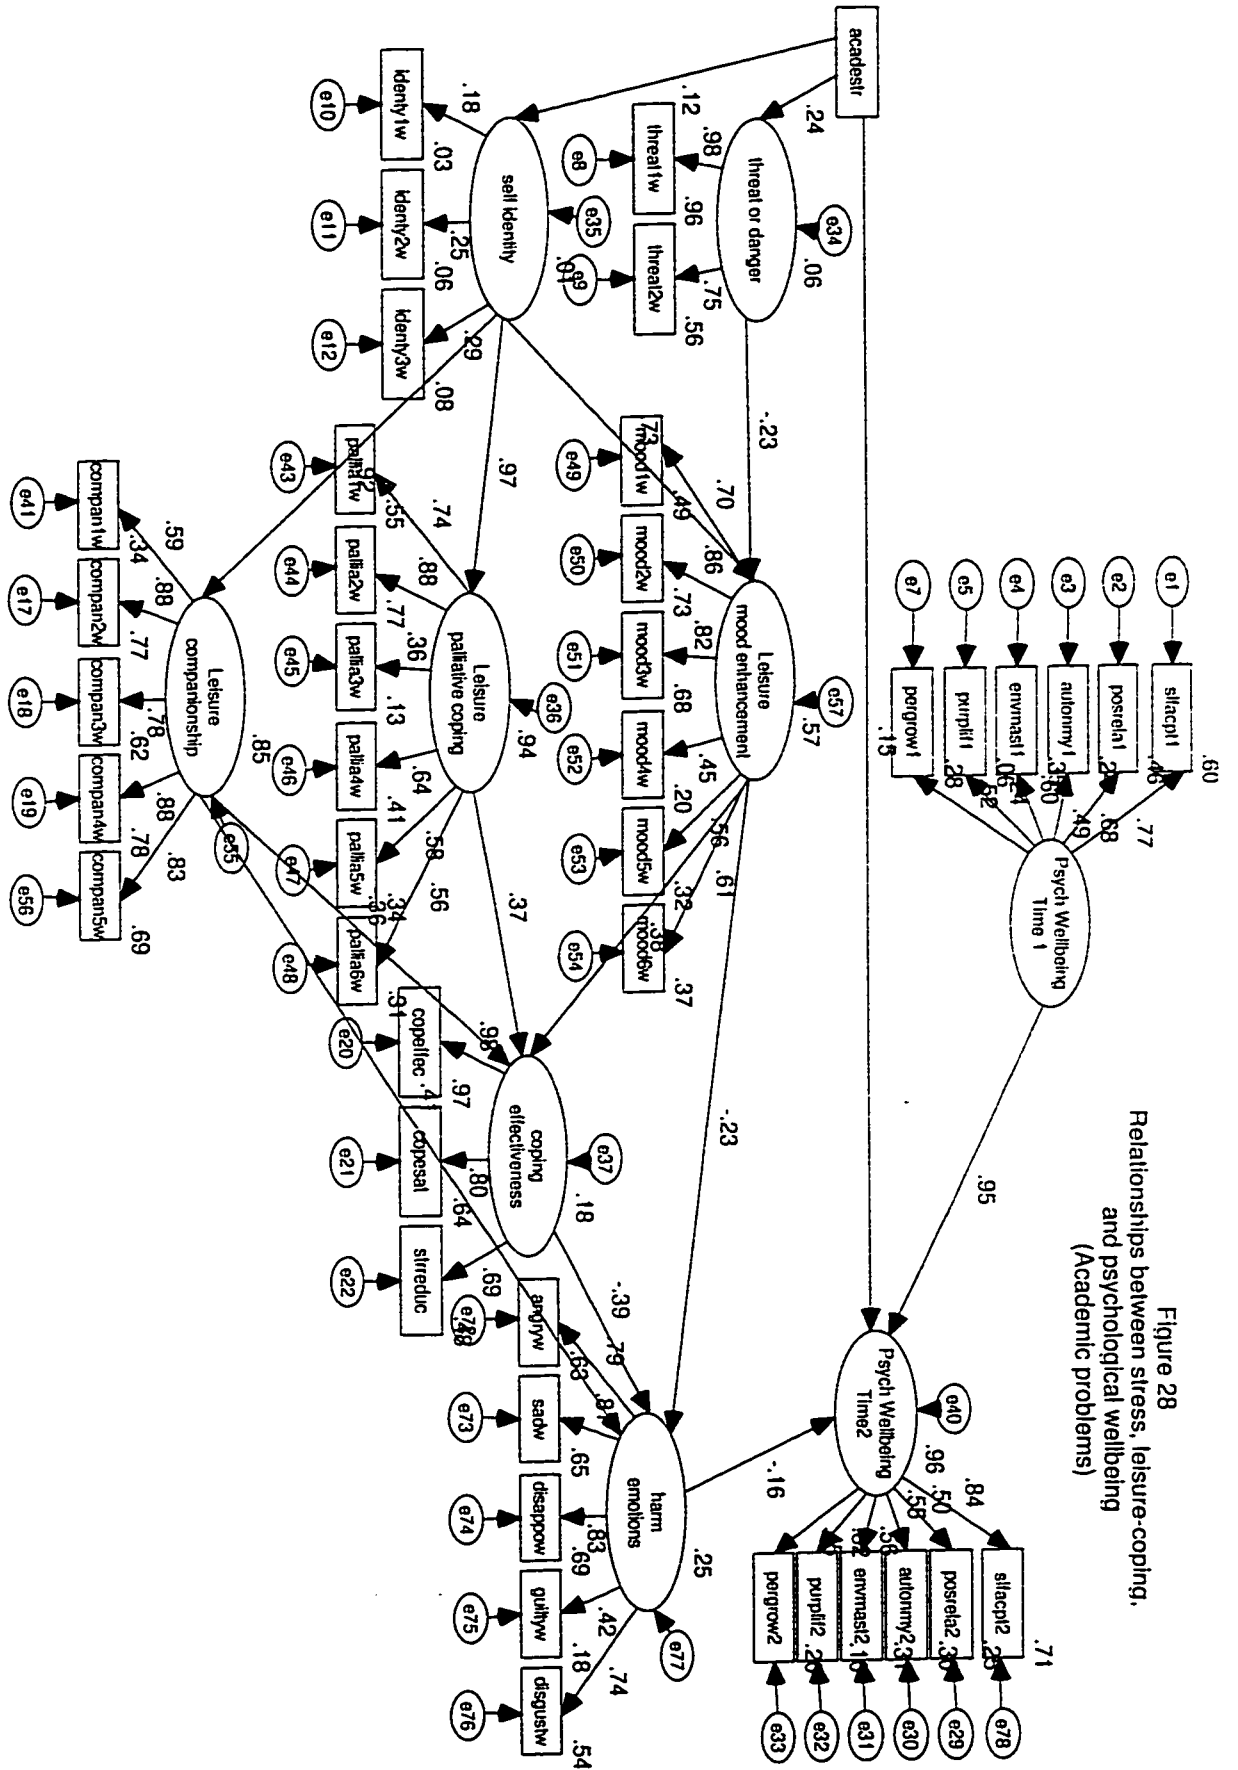 Figure 28
Relationships between stress, leisure-coping,
and psychological wellbeing
(Academic problems)
slfacpt1
posrela1
autonmy1
envmast1
purplif1
pergrow1
e1
e2
e3
e4
e5
e7
.60
.77
.68
.49
.28
.15
Psych Wellbeing
Time 1
.95
acadestr
.24
.12
threat or danger
e34
.06
.98
.96
.75
.56
threat1w
threat2w
e8
e9
-.23
self identity
e35
.18
.03
.25
.06
.29
.08
identy1w
identy2w
identy3w
e10
e11
e12
.97
Leisure
mood enhancement
e57
.57
.73
.70
.49
.86
.73
.82
.68
.45
.20
.56
.32
.61
.38
.37
mood1w
mood2w
mood3w
mood4w
mood5w
mood6w
e49
e50
e51
e52
e53
e54
Leisure
palliative coping
e36
.94
.74
.55
.88
.77
.36
.13
.64
.41
.58
.34
.56
pallia1w
pallia2w
pallia3w
pallia4w
pallia5w
pallia6w
e43
e44
e45
e46
e47
e48
.37
Leisure
companionship
.85
e55
.59
.34
.88
.77
.78
.62
.88
.78
.83
.69
compan1w
compan2w
compan3w
compan4w
compan5w
e41
e17
e18
e19
e56
coping
effectiveness
e37
.18
.98
.97
.80
.64
.69
copeffec
copesat
strreduc
e20
e21
e22
-.39
-.23
harm
emotions
e77
.25
.79
.63
.81
.65
.83
.69
.42
.18
.74
.54
angryw
sadw
disappow
guiltyw
disgustw
e73
e74
e75
e76
-.16
Psych Wellbeing
Time2
e40
.96
.84
.50
.58
.71
slfacpt2
posrela2
autonmy2
envmast2
purplif2
pergrow2
e78
e29
e30
e31
e32
e33